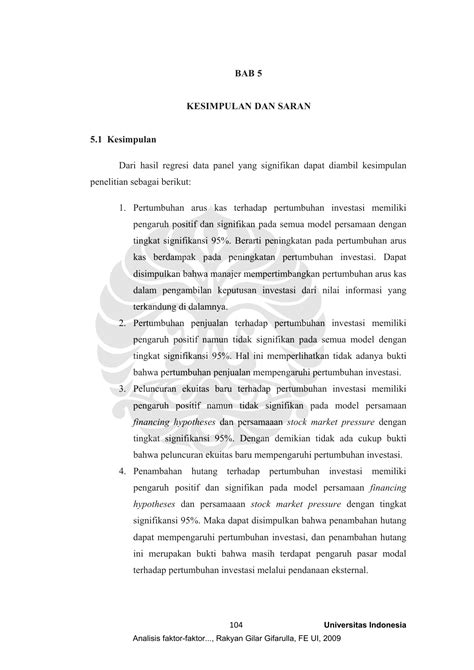 BAB 5
KESIMPULAN DAN SARAN
5.1 Kesimpulan
Dari hasil regresi data panel yang signifikan dapat diambil kesimpulan
penelitian sebagai berikut:
1. Pertumbuhan arus kas terhadap pertumbuhan investasi memiliki
pengaruh positif dan signifikan pada semua model persamaan dengan
tingkat signifikansi 95%. Berarti peningkatan pada pertumbuhan arus
kas berdampak pada peningkatan pertumbuhan investasi. Dapat
disimpulkan bahwa manajer mempertimbangkan pertumbuhan arus kas
dalam pengambilan keputusan investasi dari nilai informasi yang
terkandung di dalamnya.
2. Pertumbuhan penjualan terhadap pertumbuhan investasi memiliki
pengaruh positif namun tidak signifikan pada semua model dengan
tingkat signifikansi 95%. Hal ini memperlihatkan tidak adanya bukti
bahwa pertumbuhan penjualan mempengaruhi pertumbuhan investasi.
3. Peluncuran ekuitas baru terhadap pertumbuhan investasi memiliki
pengaruh positif namun tidak signifikan pada model persamaan
financing hypotheses dan persamaaan stock market pressure dengan
tingkat signifikansi 95%. Dengan demikian tidak ada cukup bukti
bahwa peluncuran ekuitas baru mempengaruhi pertumbuhan investasi.
4. Penambahan hutang terhadap pertumbuhan investasi memiliki
pengaruh positif dan signifikan pada model persamaan financing
hypotheses dan persamaaan stock market pressure dengan tingkat
signifikansi 95%. Maka dapat disimpulkan bahwa penambahan hutang
dapat mempengaruhi pertumbuhan investasi, dan penambahan hutang
ini merupakan bukti bahwa masih terdapat pengaruh pasar modal
terhadap pertumbuhan investasi melalui pendanaan eksternal.
104 Universitas Indonesia
Analisis faktor-faktor..., Rakyan Gilar Gifarulla, FE UI, 2009